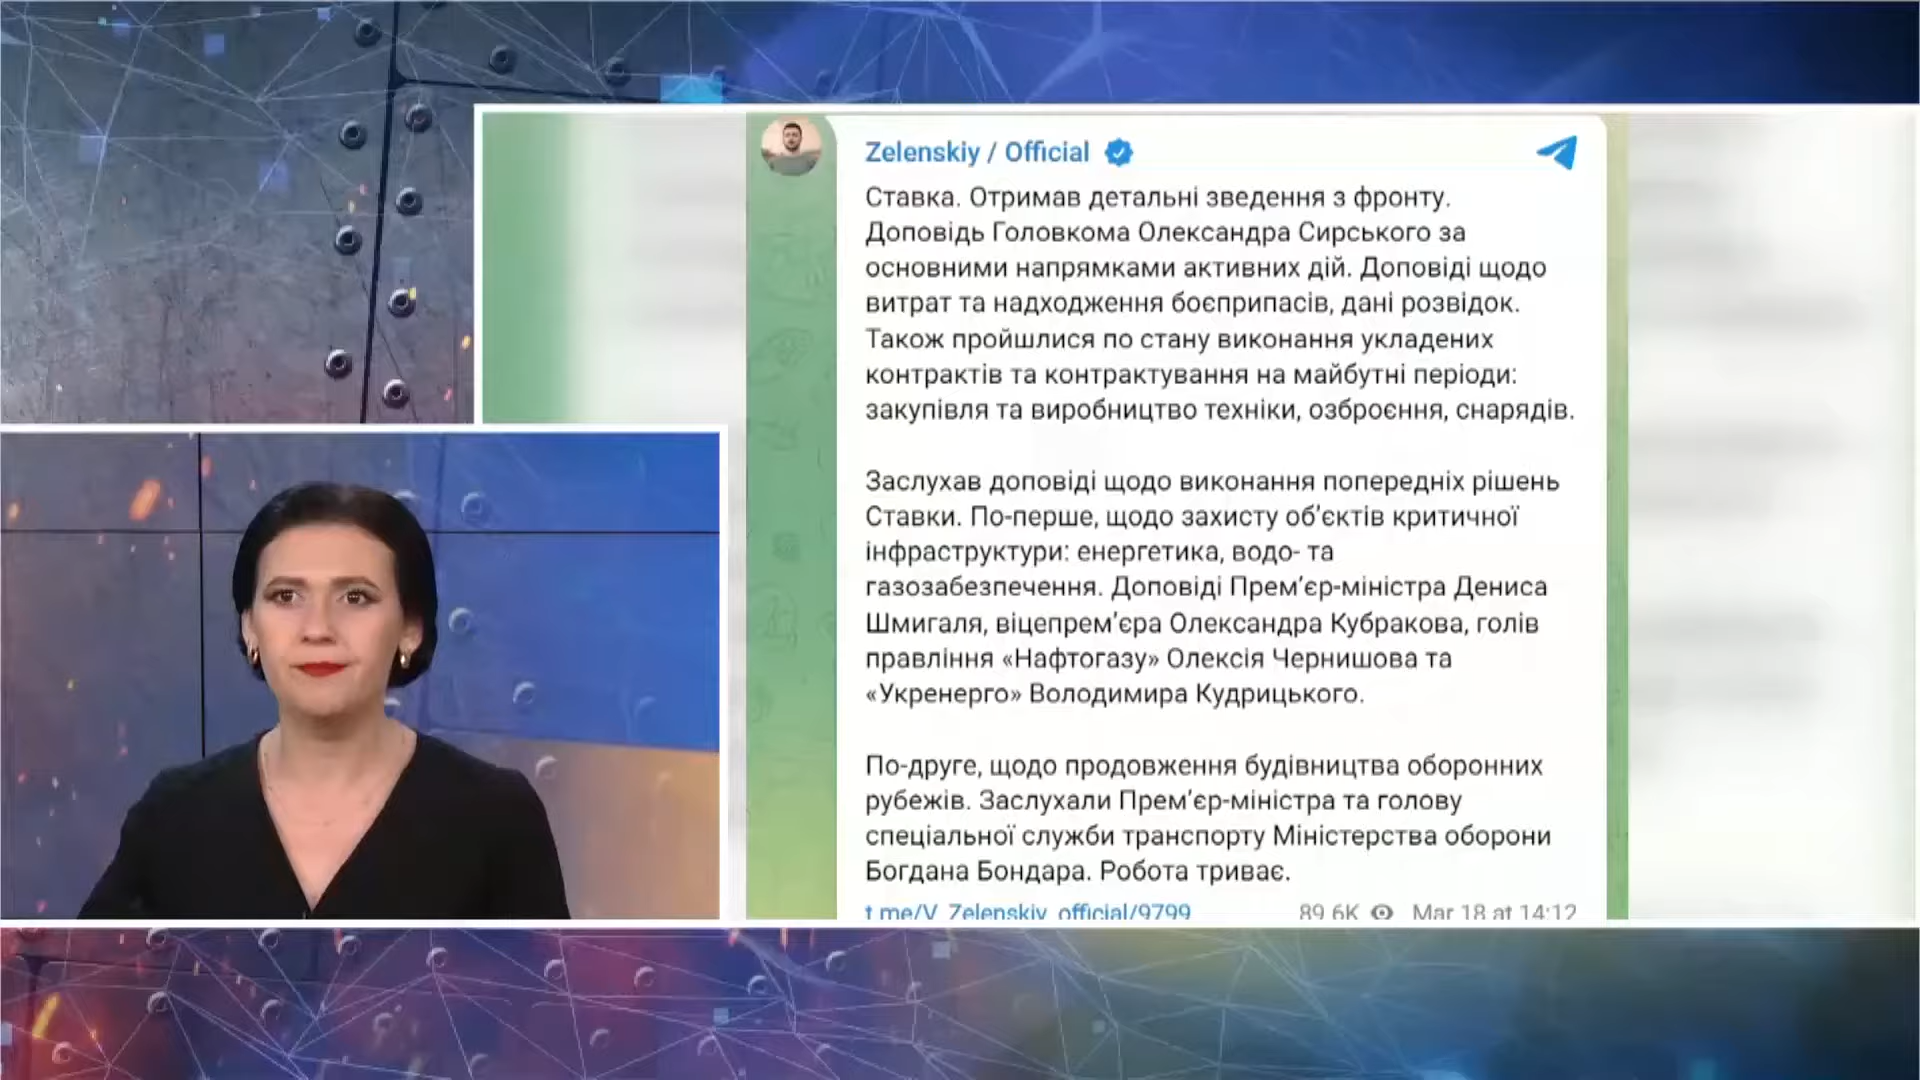 Zelenskiy / Official
Ставка. Отримав детальні зведення з фронту.
Доповідь Головкома Олександра Сирського за
основними напрямками активних дій. Доповіді щодо
витрат та надходження боєприпасів, дані розвідок.
Також пройшлися по стану виконання укладених
контрактів та контрактування на майбутні періоди:
закупівля та виробництво техніки, озброєння, снарядів.
Заслухав доповіді щодо виконання попередніх рішень
Ставки. По-перше, щодо захисту об’єктів критичної
інфраструктури: енергетика, водо- та
газозабезпечення. Доповіді Прем’єр-міністра Дениса
Шмигаля, віцепрем’єра Олександра Кубракова, голів
правління «Нафтогазу» Олексія Чернишова та
«Укренерго» Володимира Кудрицького.
По-друге, щодо продовження будівництва оборонних
рубежів. Заслухали Прем’єр-міністра та голову
спеціальної служби транспорту Міністерства оборони
Богдана Бондара. Робота триває.
t.me/V_Zelenskiy_official/9799 89.6K Mar 18 at 14:12